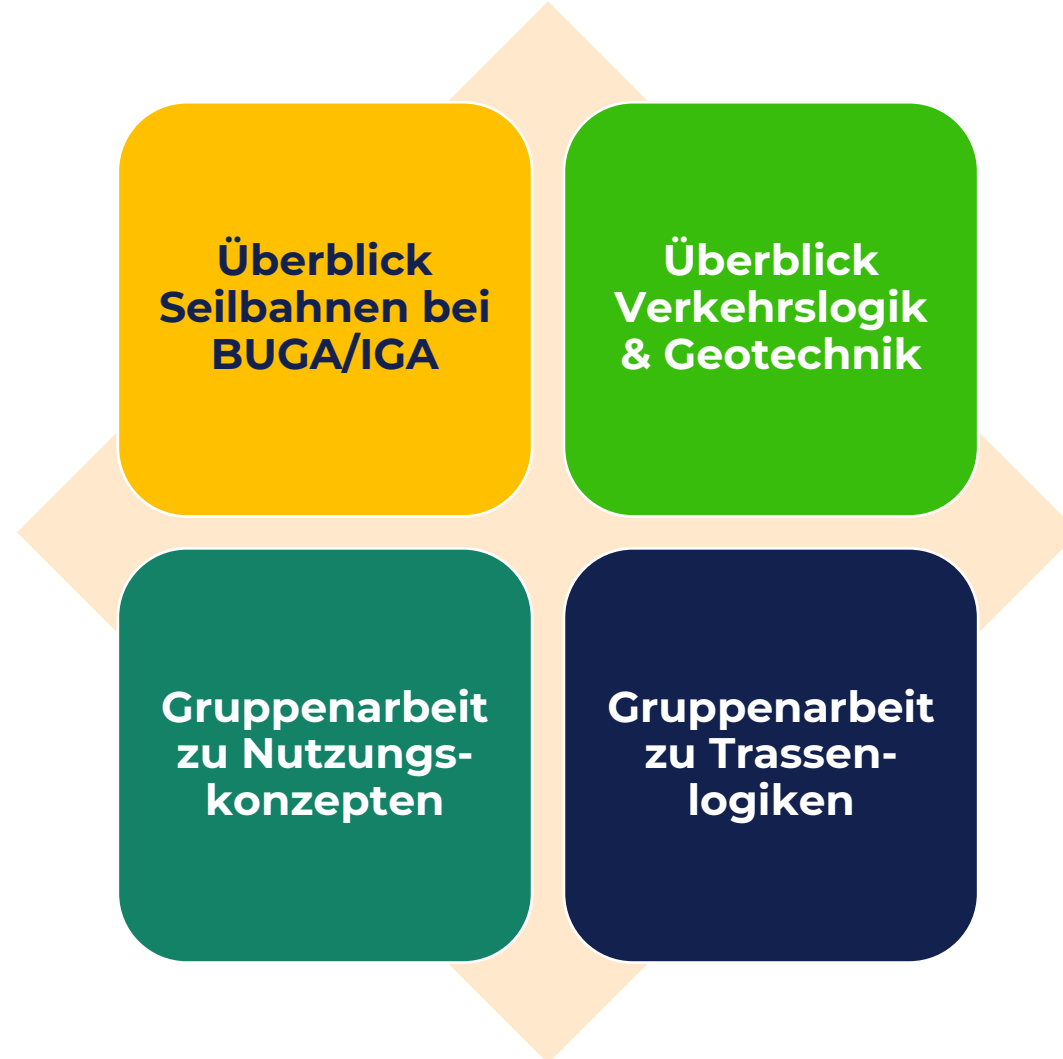 Überblick
Seilbahnen bei
BUGA/IGA
Überblick
Verkehrslogik
& Geotechnik
Gruppenarbeit
zu Nutzungs-
konzepten
Gruppenarbeit
zu Trassen-
logiken